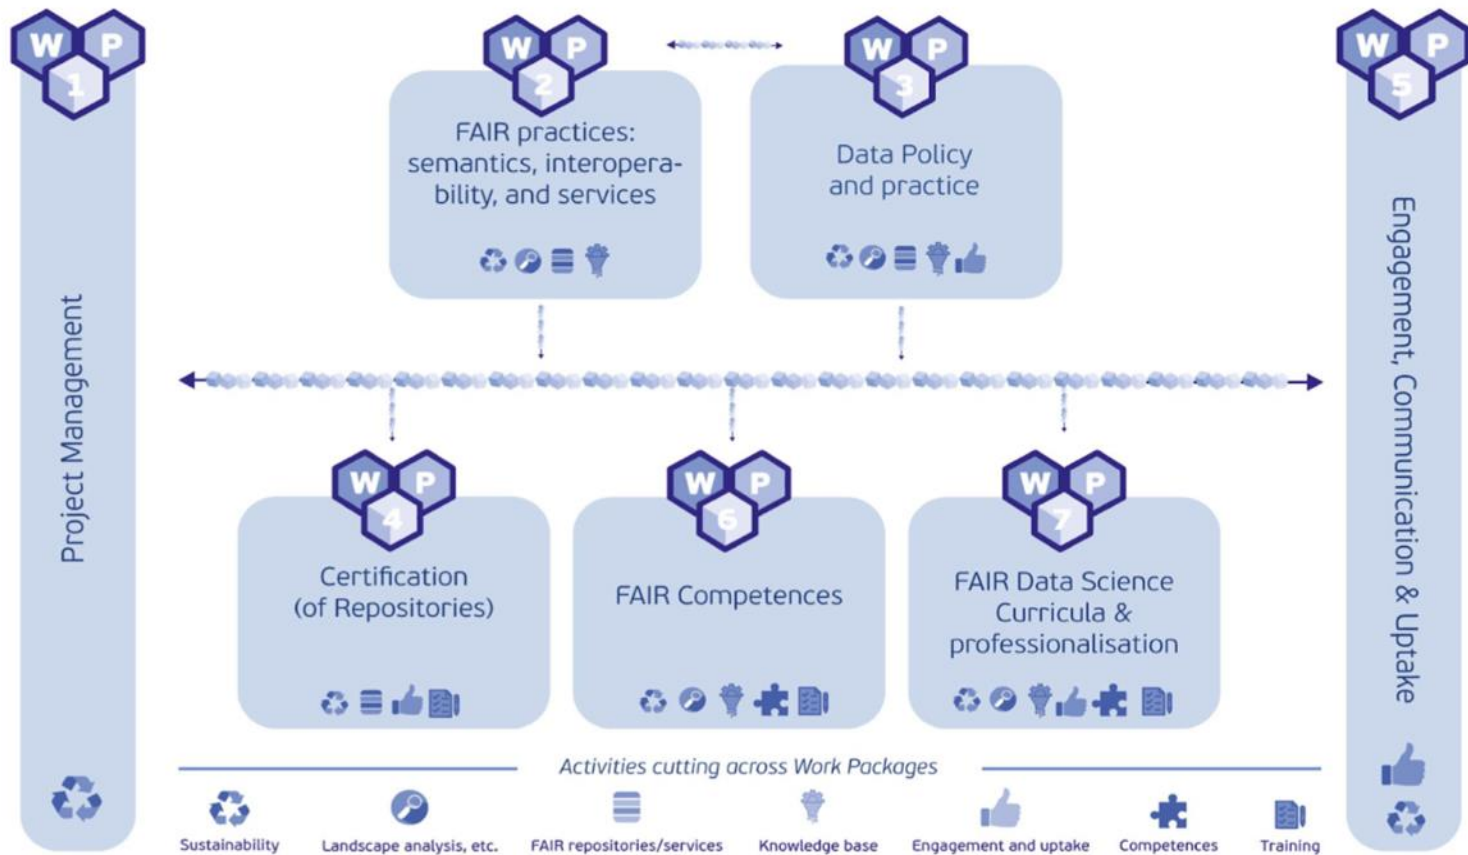 W P
1
Project Management
W P
2
FAIR practices:
semantics, interopera-
bility, and services
W P
3
Data Policy
and practice
W P
4
Certification
(of Repositories)
W P
6
FAIR Competences
W P
7
FAIR Data Science
Curricula &
professionalisation
W P
5
Engagement, Communication & Uptake
Activities cutting across Work Packages
Sustainability
Landscape analysis, etc.
FAIR repositories/services
Knowledge base
Engagement and uptake
Competences
Training